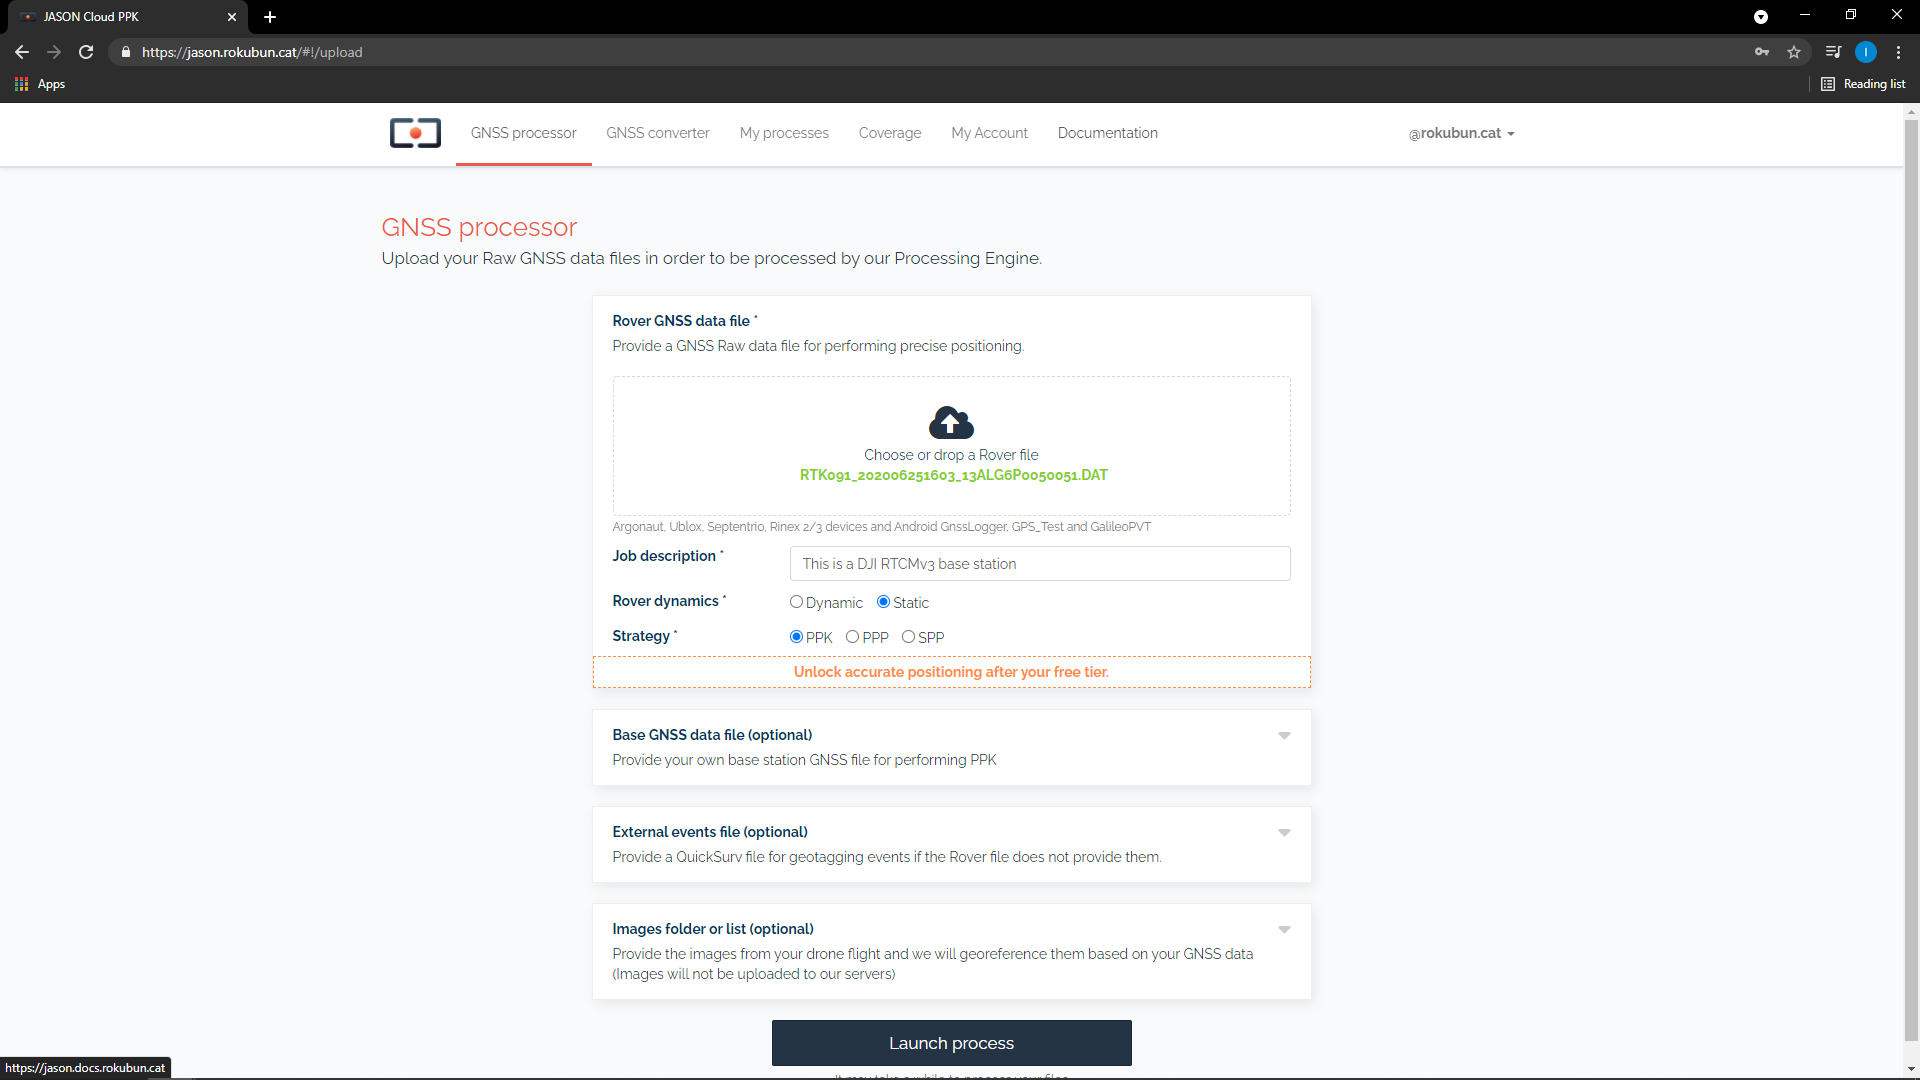 JASON Cloud PPK
https://jason.rokubun.cat/#!/upload
I
Apps
Reading list
GNSS processor
GNSS converter
My processes
Coverage
My Account
Documentation
@rokubun.cat
GNSS processor
Upload your Raw GNSS data files in order to be processed by our Processing Engine.
Rover GNSS data file *
Provide a GNSS Raw data file for performing precise positioning.
Choose or drop a Rover file
RTK091_202006251603_13ALG6P0050051.DAT
Argonaut, Ublox, Septentrio, Rinex 2/3 devices and Android GnssLogger, GPS_Test and GalileoPVT
Job description * This is a DJI RTCMv3 base station
Rover dynamics * Dynamic Static
Strategy * PPK PPP SPP
Unlock accurate positioning after your free tier.
Base GNSS data file (optional)
Provide your own base station GNSS file for performing PPK
External events file (optional)
Provide a QuickSurv file for geotagging events if the Rover file does not provide them.
Images folder or list (optional)
Provide the images from your drone flight and we will georeference them based on your GNSS data
(Images will not be uploaded to our servers)
Launch process
It may take a while to process your files
https://jason.docs.rokubun.cat